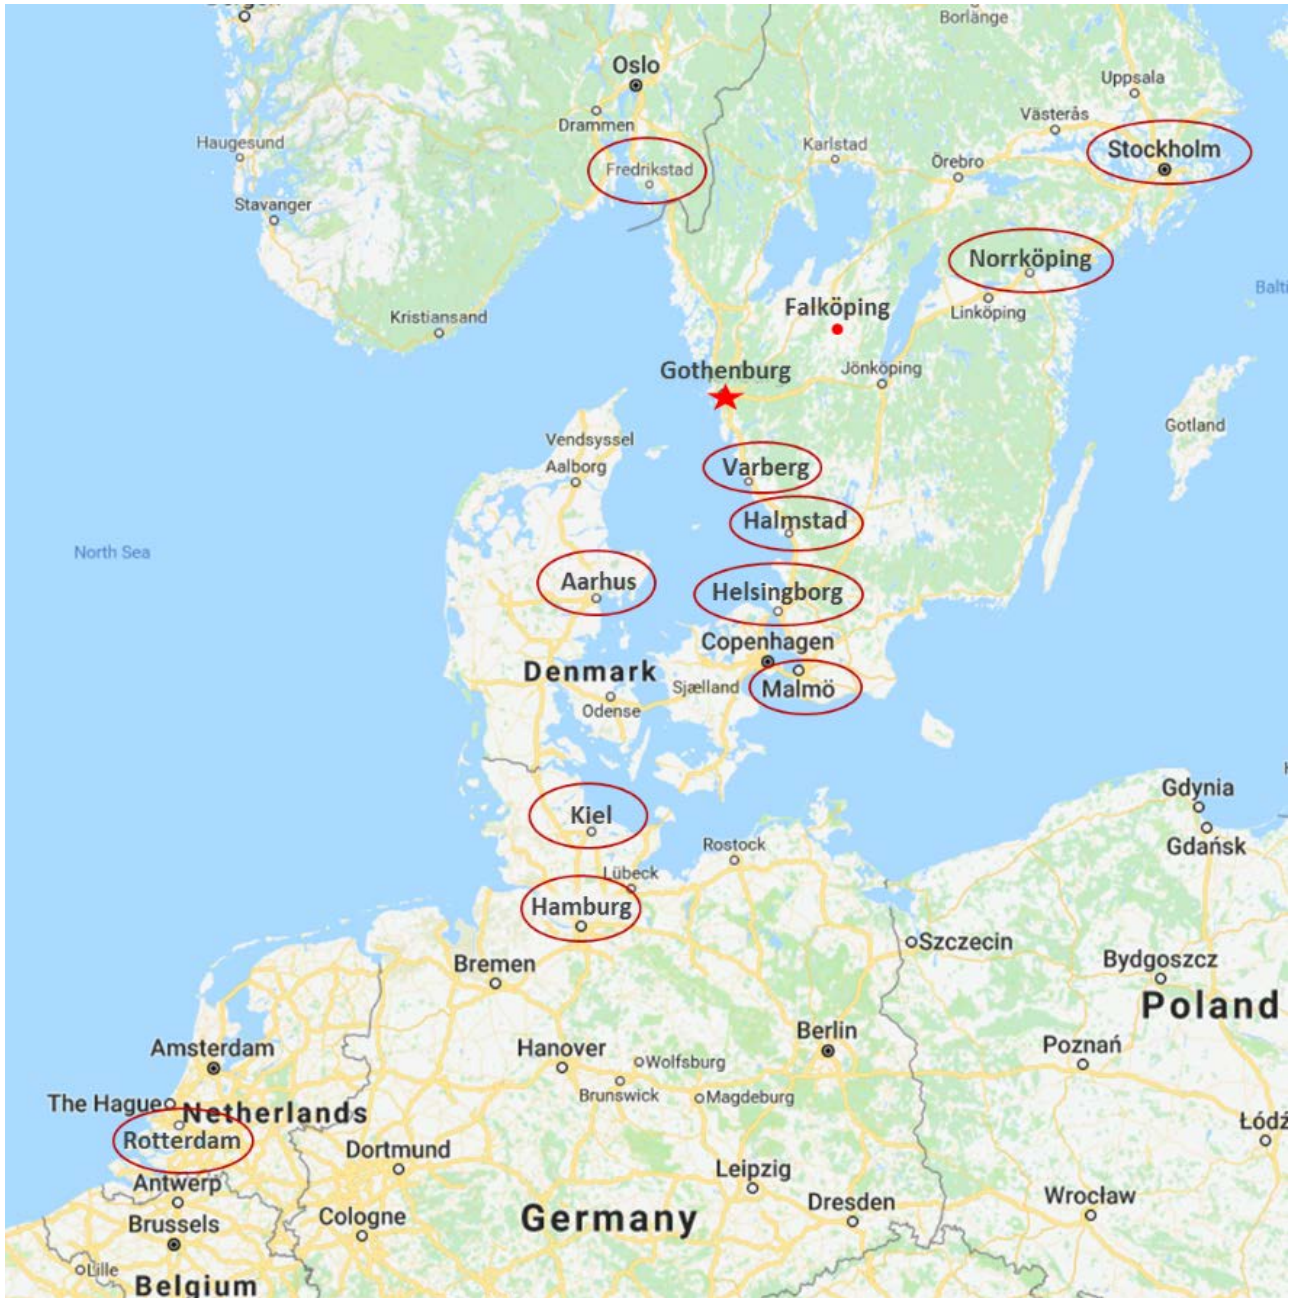 Borlänge
Oslo
Uppsala
Drammen
Västerås
Haugesund
Karlstad
Stockholm
Fredrikstad
Örebro
Stavanger
Norrköping
Falköping
Linköping
Kristiansand
Gothenburg
Jönköping
Gotland
Vendsyssel
Aalborg
Varberg
Halmstad
North Sea
Aarhus
Helsingborg
Copenhagen
Denmark
Sjælland
Malmö
Odense
Gdynia
Kiel
Rostock
Gdańsk
Lübeck
Hamburg
Szczecin
Bremen
Bydgoszcz
Poland
Berlin
Amsterdam
Hanover
Wolfsburg
Poznań
Brunswick
Magdeburg
The Hague
Netherlands
Rotterdam
Dortmund
Leipzig
Antwerp
Wrocław
Dresden
Brussels
Cologne
Germany
Lille
Belgium